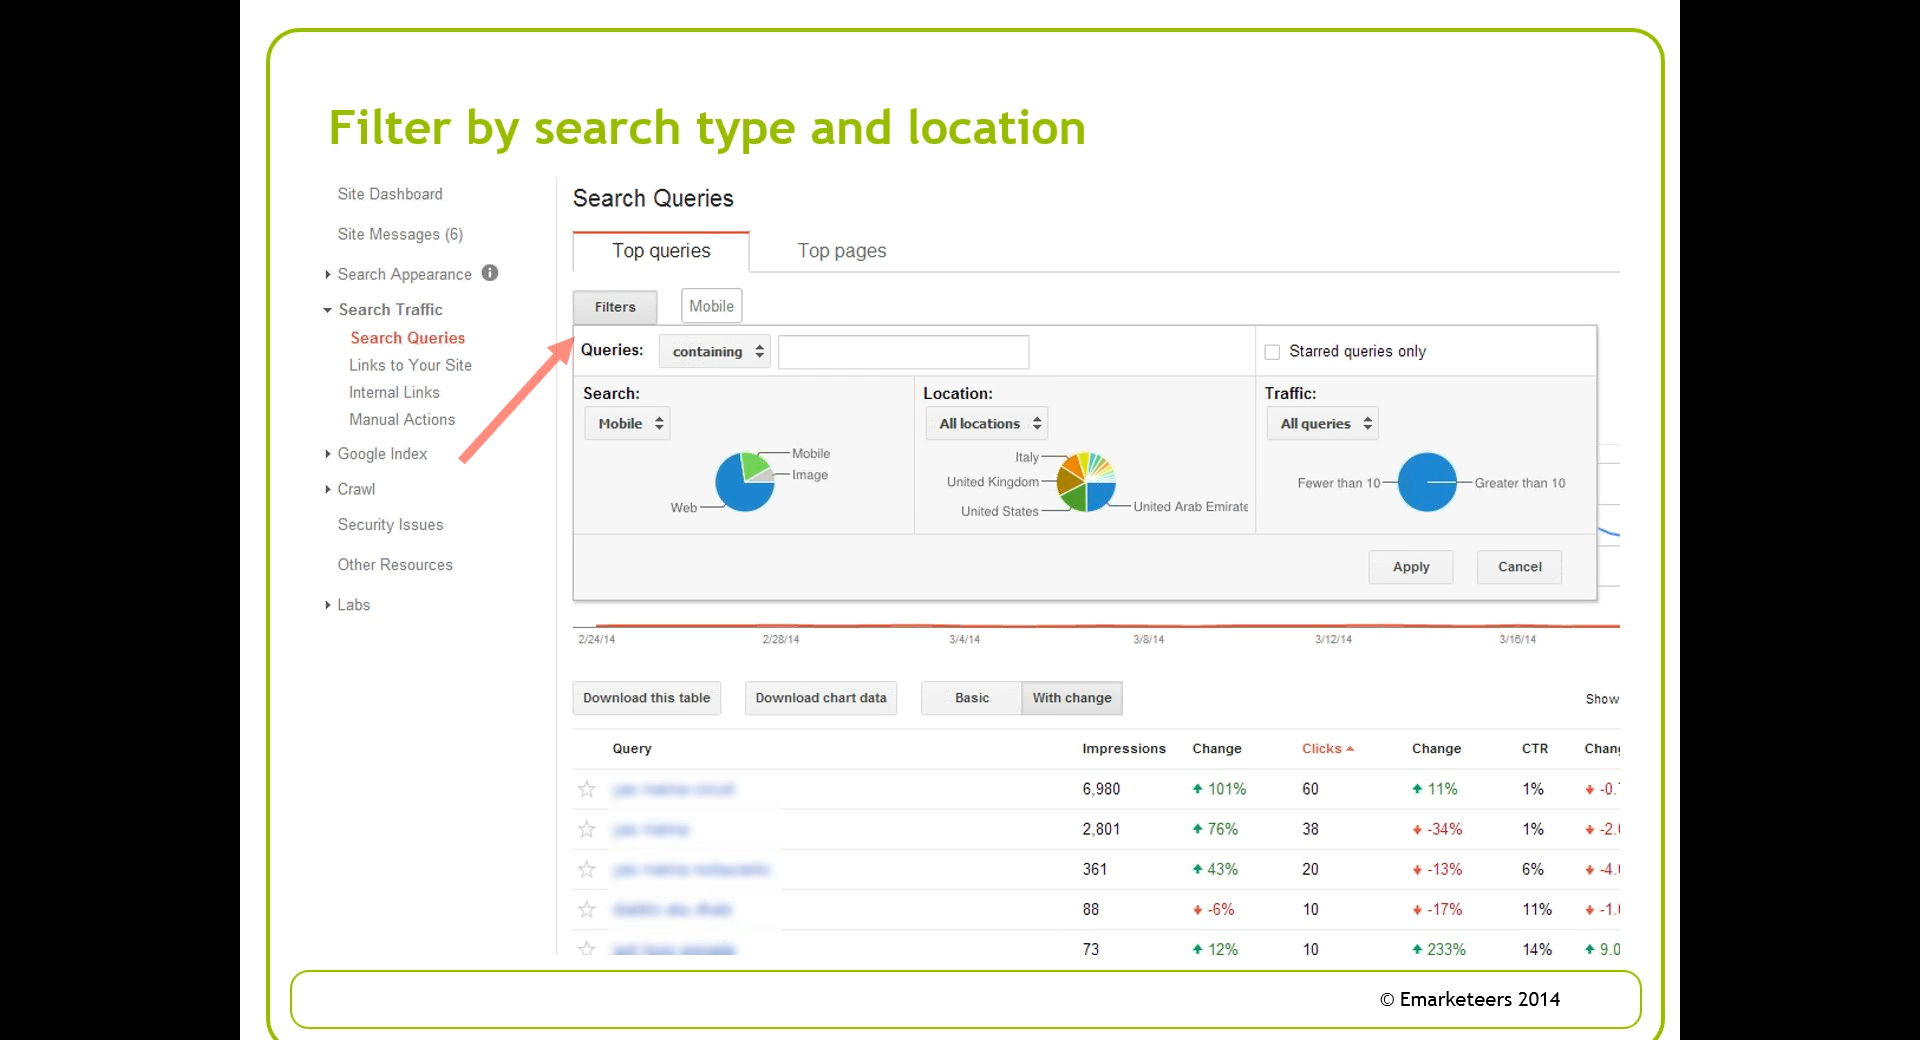 Filter by search type and location
Site Dashboard
Site Messages (6)
Search Appearance
Search Traffic
Search Queries
Links to Your Site
Internal Links
Manual Actions
Google Index
Crawl
Security Issues
Other Resources
Labs
Search Queries
Top queries Top pages
Filters Mobile
Queries: containing Starred queries only
Search: Location: Traffic:
Mobile All locations All queries
Mobile
Image
Web
Italy
United Kingdom
United States
United Arab Emirate
Fewer than 10 Greater than 10
Apply Cancel
2/24/14 2/28/14 3/4/14 3/8/14 3/12/14 3/16/14
Download this table Download chart data Basic With change Show
Query Impressions Change Clicks Change CTR Chang
6,980 101% 60 11% 1% -0.
2,801 76% 38 -34% 1% -2.
361 43% 20 -13% 6% -4.
88 -6% 10 -17% 11% -1.
73 12% 10 233% 14% 9.0
© Emarketeers 2014